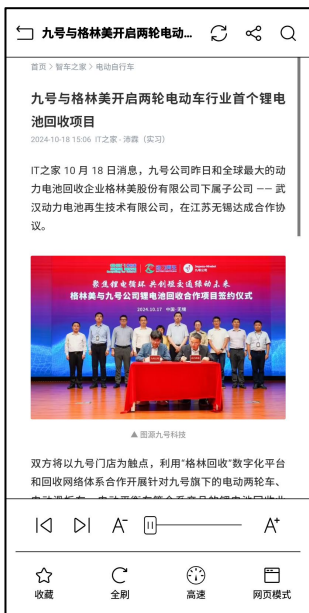 九号与格林美开启两轮电动...
首页 > 智车之家 > 电动自行车
九号与格林美开启两轮电动车行业首个锂电
池回收项目
2024-10-18 15:06 IT之家 - 沛霖（实习）
IT之家 10 月 18 日消息，九号公司昨日和全球最大的动
力电池回收企业格林美股份有限公司下属子公司 —— 武
汉动力电池再生技术有限公司，在江苏无锡达成合作协
议。
聚焦锂电循环 共创绿交通绿动未来
格林美与九号公司锂电池回收合作项目签约仪式
2024.10.17 中国·无锡
▲ 图源九号科技
双方将以九号门店为触点，利用“格林回收”数字化平台
和回收网络体系合作开展针对九号旗下的电动两轮车、
A- A+
收藏 全刷 高速 网页模式